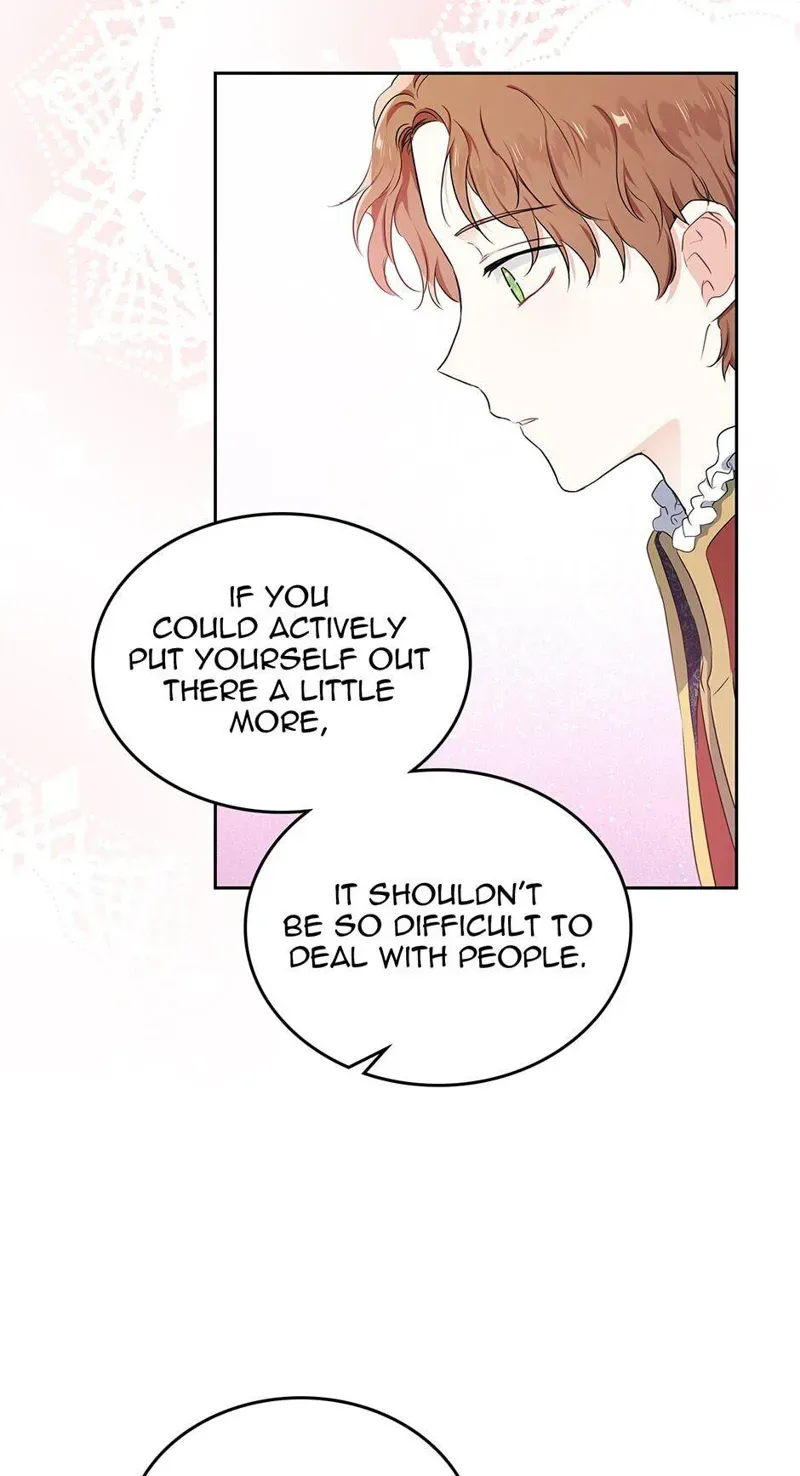 IF YOU
COULD ACTIVELY
PUT YOURSELF OUT
THERE A LITTLE
MORE,
IT SHOULDN'T
BE SO DIFFICULT TO
DEAL WITH PEOPLE.